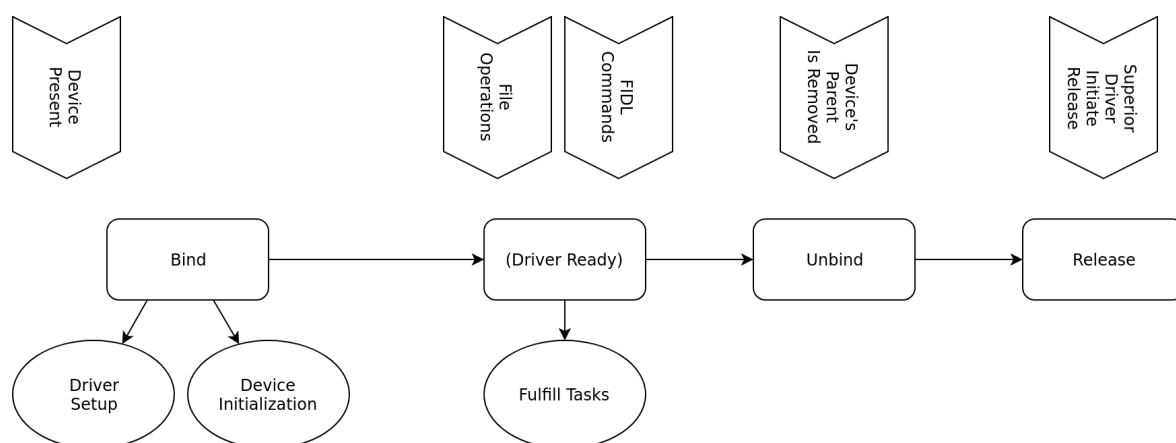 Device
Present
File
Operations
FIDL
Commands
Device's
Parent
Is Removed
Superior
Driver
Initiate
Release
Bind
(Driver Ready)
Unbind
Release
Driver
Setup
Device
Initialization
Fulfill Tasks